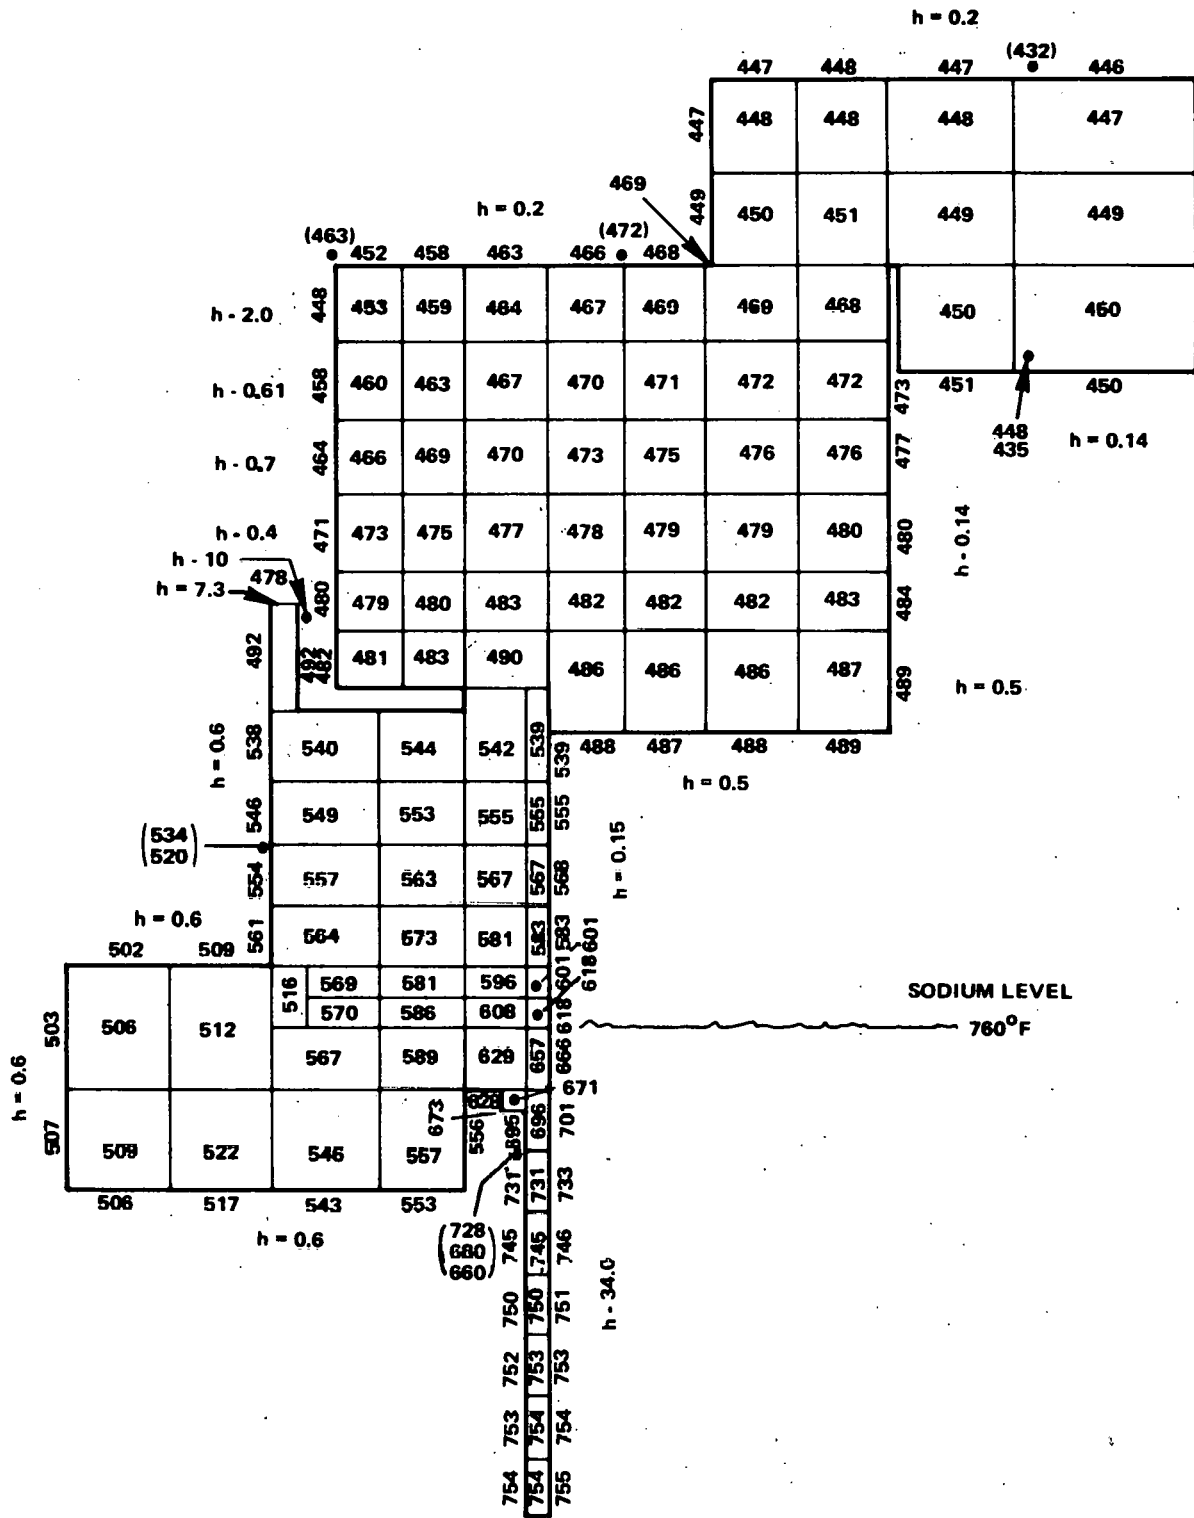 h = 0.2
(432)
447 448 447 446
447 448 448 448 447
469
449 450 451 449 449
h = 0.2
(463) (472)
452 458 463 466 468
h - 2.0 448 453 459 464 467 469 469 468 450 450
h - 0.61 458 460 463 467 470 471 472 472 473 451 450
448
435
h = 0.14
h - 0.7 464 466 469 470 473 475 476 476 477
h - 0.4 471 473 475 477 478 479 479 480 480 h - 0.14
h - 10
478
h = 7.3
480 479 480 483 482 482 482 483 484
492 492 482 481 483 490 486 486 486 487 489
h = 0.5
h = 0.6 538 540 544 542 539 539 488 487 488 489
h = 0.5
546 549 553 555 555 555
(534
520)
554 557 563 567 567 568 h = 0.15
h = 0.6
561 564 573 581 583 583
502 509
516 569 581 596 601 601
570 586 608 618 618
SODIUM LEVEL
760°F
h = 0.6 503 506 512 567 589 629 657 666
628 671
673
507 509 522 546 557 556 695 696 701
506 517 543 553 731 731 733
h = 0.6
(728
680
660)
745 745 746
h - 34.0
750 750 751
752 753 753
753 754 754
754 754 755